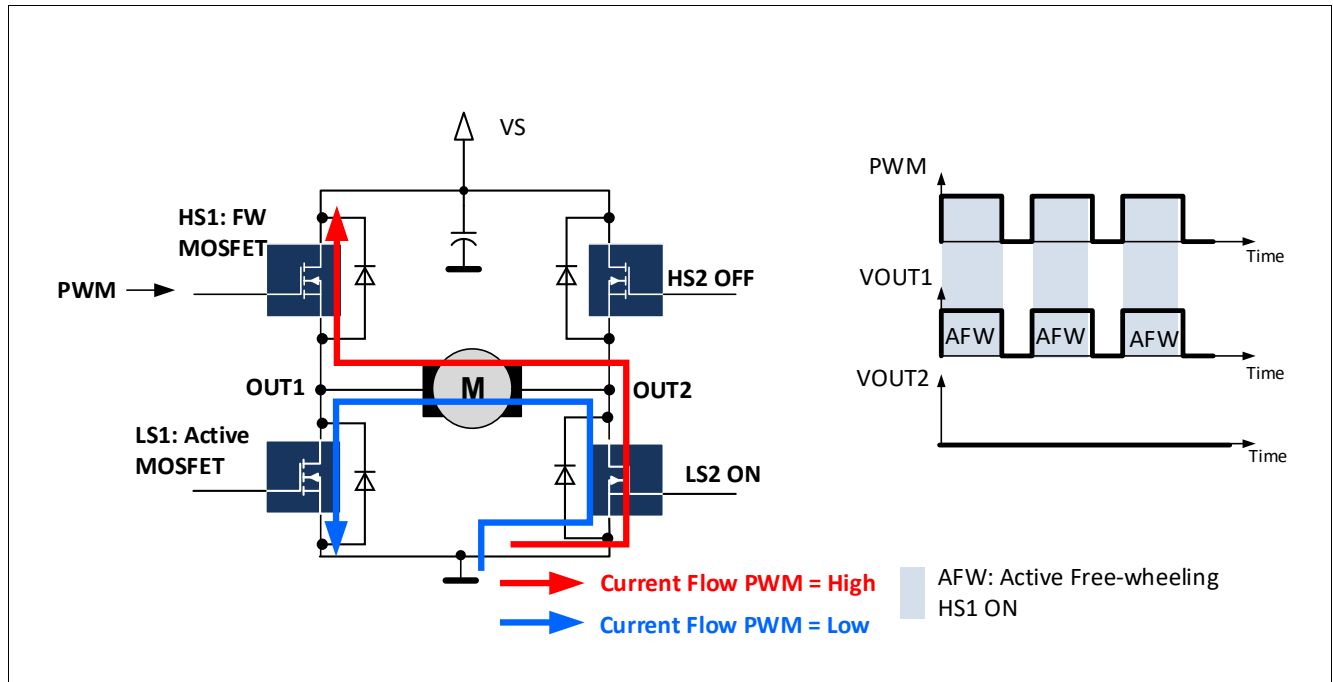 VS
HS1: FW
MOSFET
PWM
HS2 OFF
OUT1
M
OUT2
LS1: Active
MOSFET
LS2 ON
Current Flow PWM = High
Current Flow PWM = Low
PWM
Time
VOUT1
AFW
AFW
AFW
Time
VOUT2
Time
AFW: Active Free-wheeling
HS1 ON